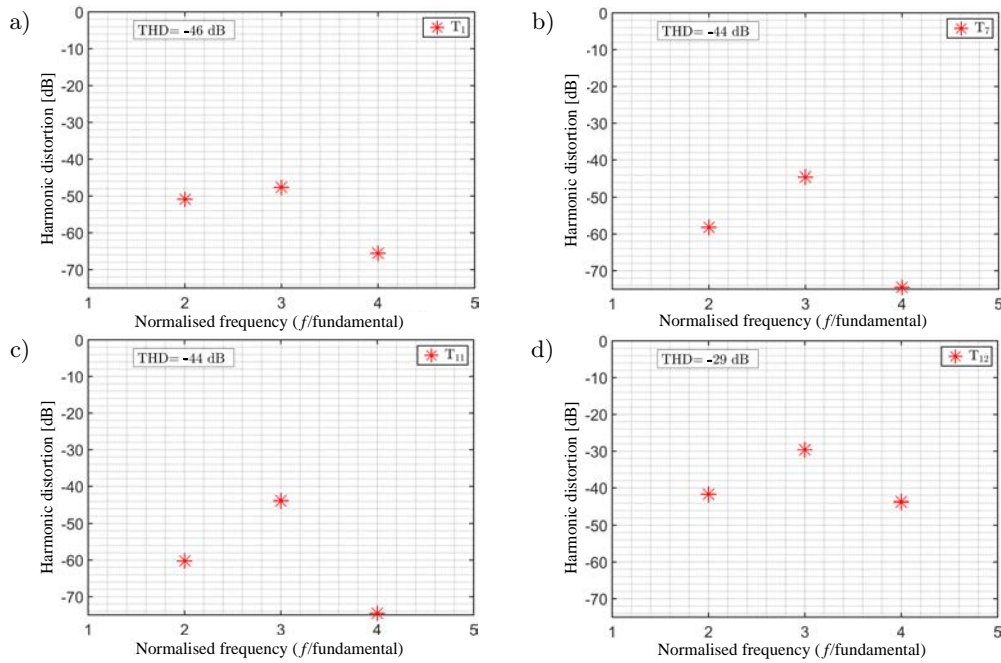 a)
THD= -46 dB
T1
Harmonic distortion [dB]
0
-10
-20
-30
-40
-50
-60
-70
1 2 3 4 5
Normalised frequency (f/fundamental)
b)
THD= -44 dB
T7
Harmonic distortion [dB]
0
-10
-20
-30
-40
-50
-60
-70
1 2 3 4 5
Normalised frequency (f/fundamental)
c)
THD= -44 dB
T11
Harmonic distortion [dB]
0
-10
-20
-30
-40
-50
-60
-70
1 2 3 4 5
Normalised frequency (f/fundamental)
d)
THD= -29 dB
T12
Harmonic distortion [dB]
0
-10
-20
-30
-40
-50
-60
-70
1 2 3 4 5
Normalised frequency (f/fundamental)